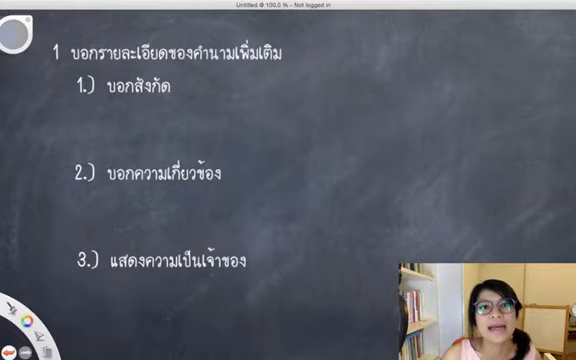 Untitled @ 100.0 % - Not logged in
1 บอกรายละเอียดของคำนามเพิ่มเติม
1.) บอกสังกัด
2.) บอกความเกี่ยวข้อง
3.) แสดงความเป็นเจ้าของ